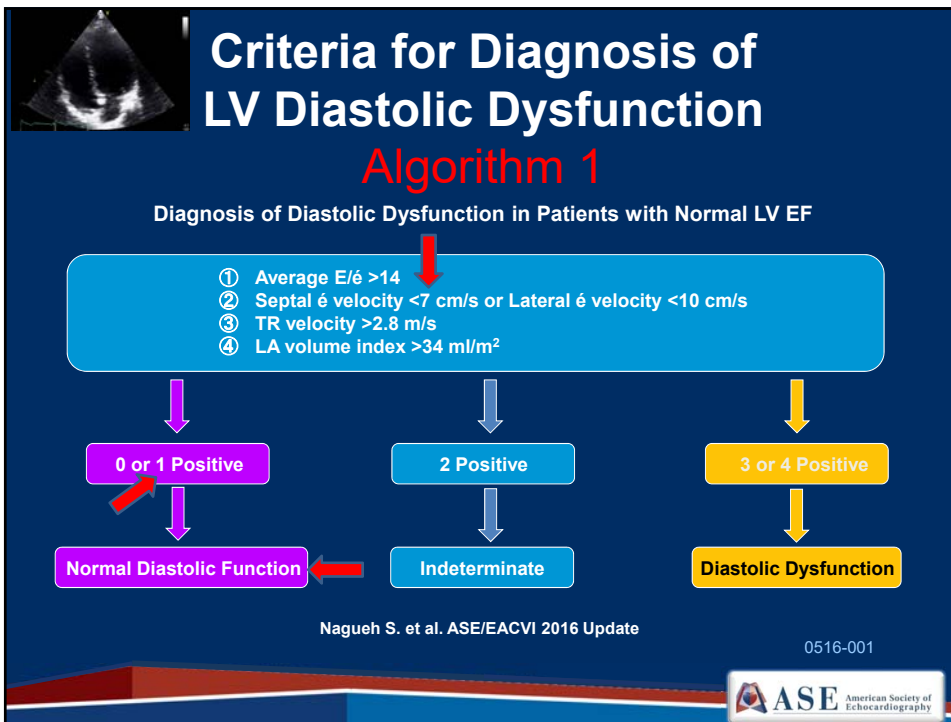 Criteria for Diagnosis of
LV Diastolic Dysfunction
Algorithm 1
Diagnosis of Diastolic Dysfunction in Patients with Normal LV EF
① Average E/é >14
② Septal é velocity <7 cm/s or Lateral é velocity <10 cm/s
③ TR velocity >2.8 m/s
④ LA volume index >34 ml/m²
0 or 1 Positive
2 Positive
3 or 4 Positive
Normal Diastolic Function
Indeterminate
Diastolic Dysfunction
Nagueh S. et al. ASE/EACVI 2016 Update
0516-001
ASE American Society of
Echocardiography